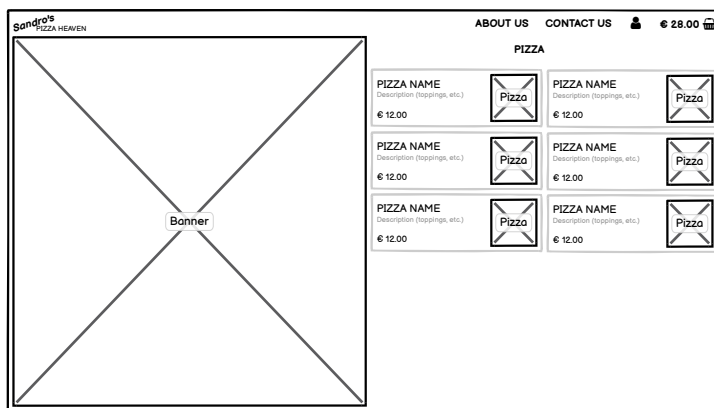 Sandro's
PIZZA HEAVEN
ABOUT US CONTACT US € 28.00
PIZZA
Banner
PIZZA NAME
Description (toppings, etc.)
€ 12.00
Pizza
PIZZA NAME
Description (toppings, etc.)
€ 12.00
Pizza
PIZZA NAME
Description (toppings, etc.)
€ 12.00
Pizza
PIZZA NAME
Description (toppings, etc.)
€ 12.00
Pizza
PIZZA NAME
Description (toppings, etc.)
€ 12.00
Pizza
PIZZA NAME
Description (toppings, etc.)
€ 12.00
Pizza